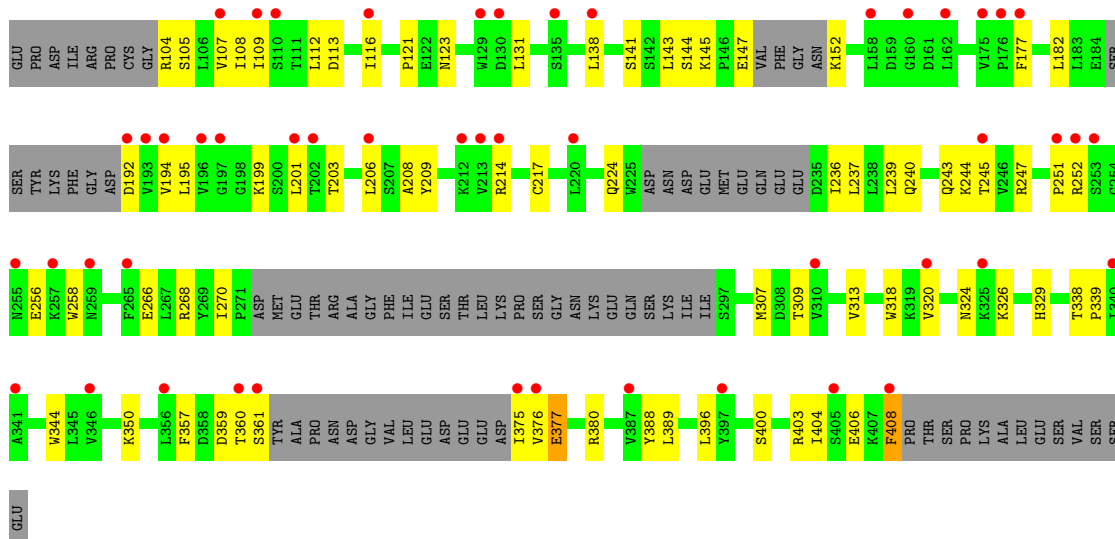 GLU PRO ASP ILE ARG PRO CYS GLY R104 S105 L106 V107 I108 I109 S110 T111 L112 D113 I116 P121 E122 N123 W129 D130 L131 S135 L138 S141 S142 L143 S144 K145 P146 E147 VAL PHE GLY ASN K152 L158 D159 G160 D161 L162 V175 P176 F177 L182 L183 E184 SER
SER TYR LYS PHE GLY ASP D192 V193 V194 L195 V196 G197 G198 K199 S200 L201 T202 T203 L206 S207 A208 Y209 K212 V213 R214 C217 L220 Q224 W225 ASP ASN ASP GLU MET GLU GLN GLU GLU D235 I236 L237 L238 L239 Q240 Q243 K244 T245 V246 R247 P251 R252 S253 G254
N255 E256 K257 W258 N259 F265 E266 L267 R268 Y269 I270 P271 ASP MET GLU THR ARG ALA GLY PHE ILE GLU SER THR LEU LYS PRO SER GLY ASN LYS GLU GLN SER LYS ILE ILE S297 M307 D308 T309 V310 V313 W318 K319 V320 N324 K325 K326 H329 T338 P339 I340
A341 W344 L345 V346 K350 L356 F357 D358 D359 T360 S361 TYR ALA PRO ASN ASP GLY VAL LEU GLU ASP GLU GLU ASP I375 V376 E377 R380 V387 Y388 L389 L396 Y397 S400 R403 I404 S405 E406 K407 F408 PRO THR SER PRO LYS ALA LEU GLU SER VAL SER SER
GLU